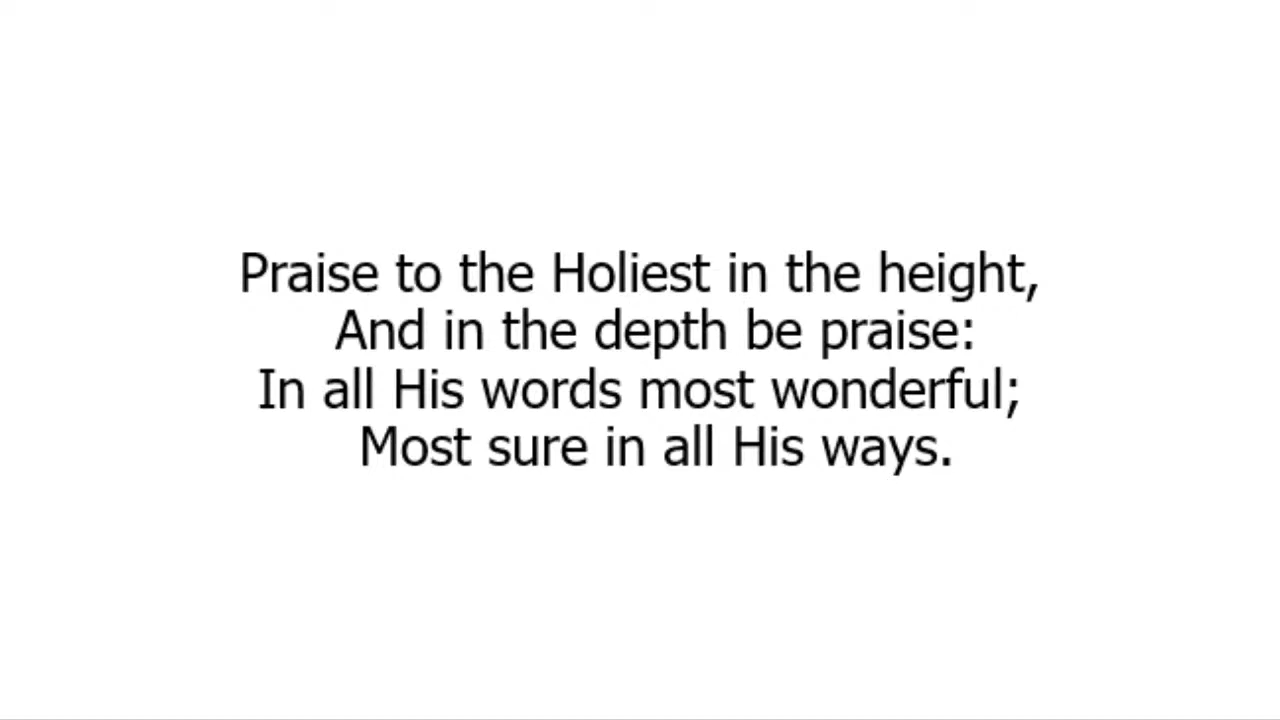 Praise to the Holiest in the height,
And in the depth be praise:
In all His words most wonderful;
Most sure in all His ways.